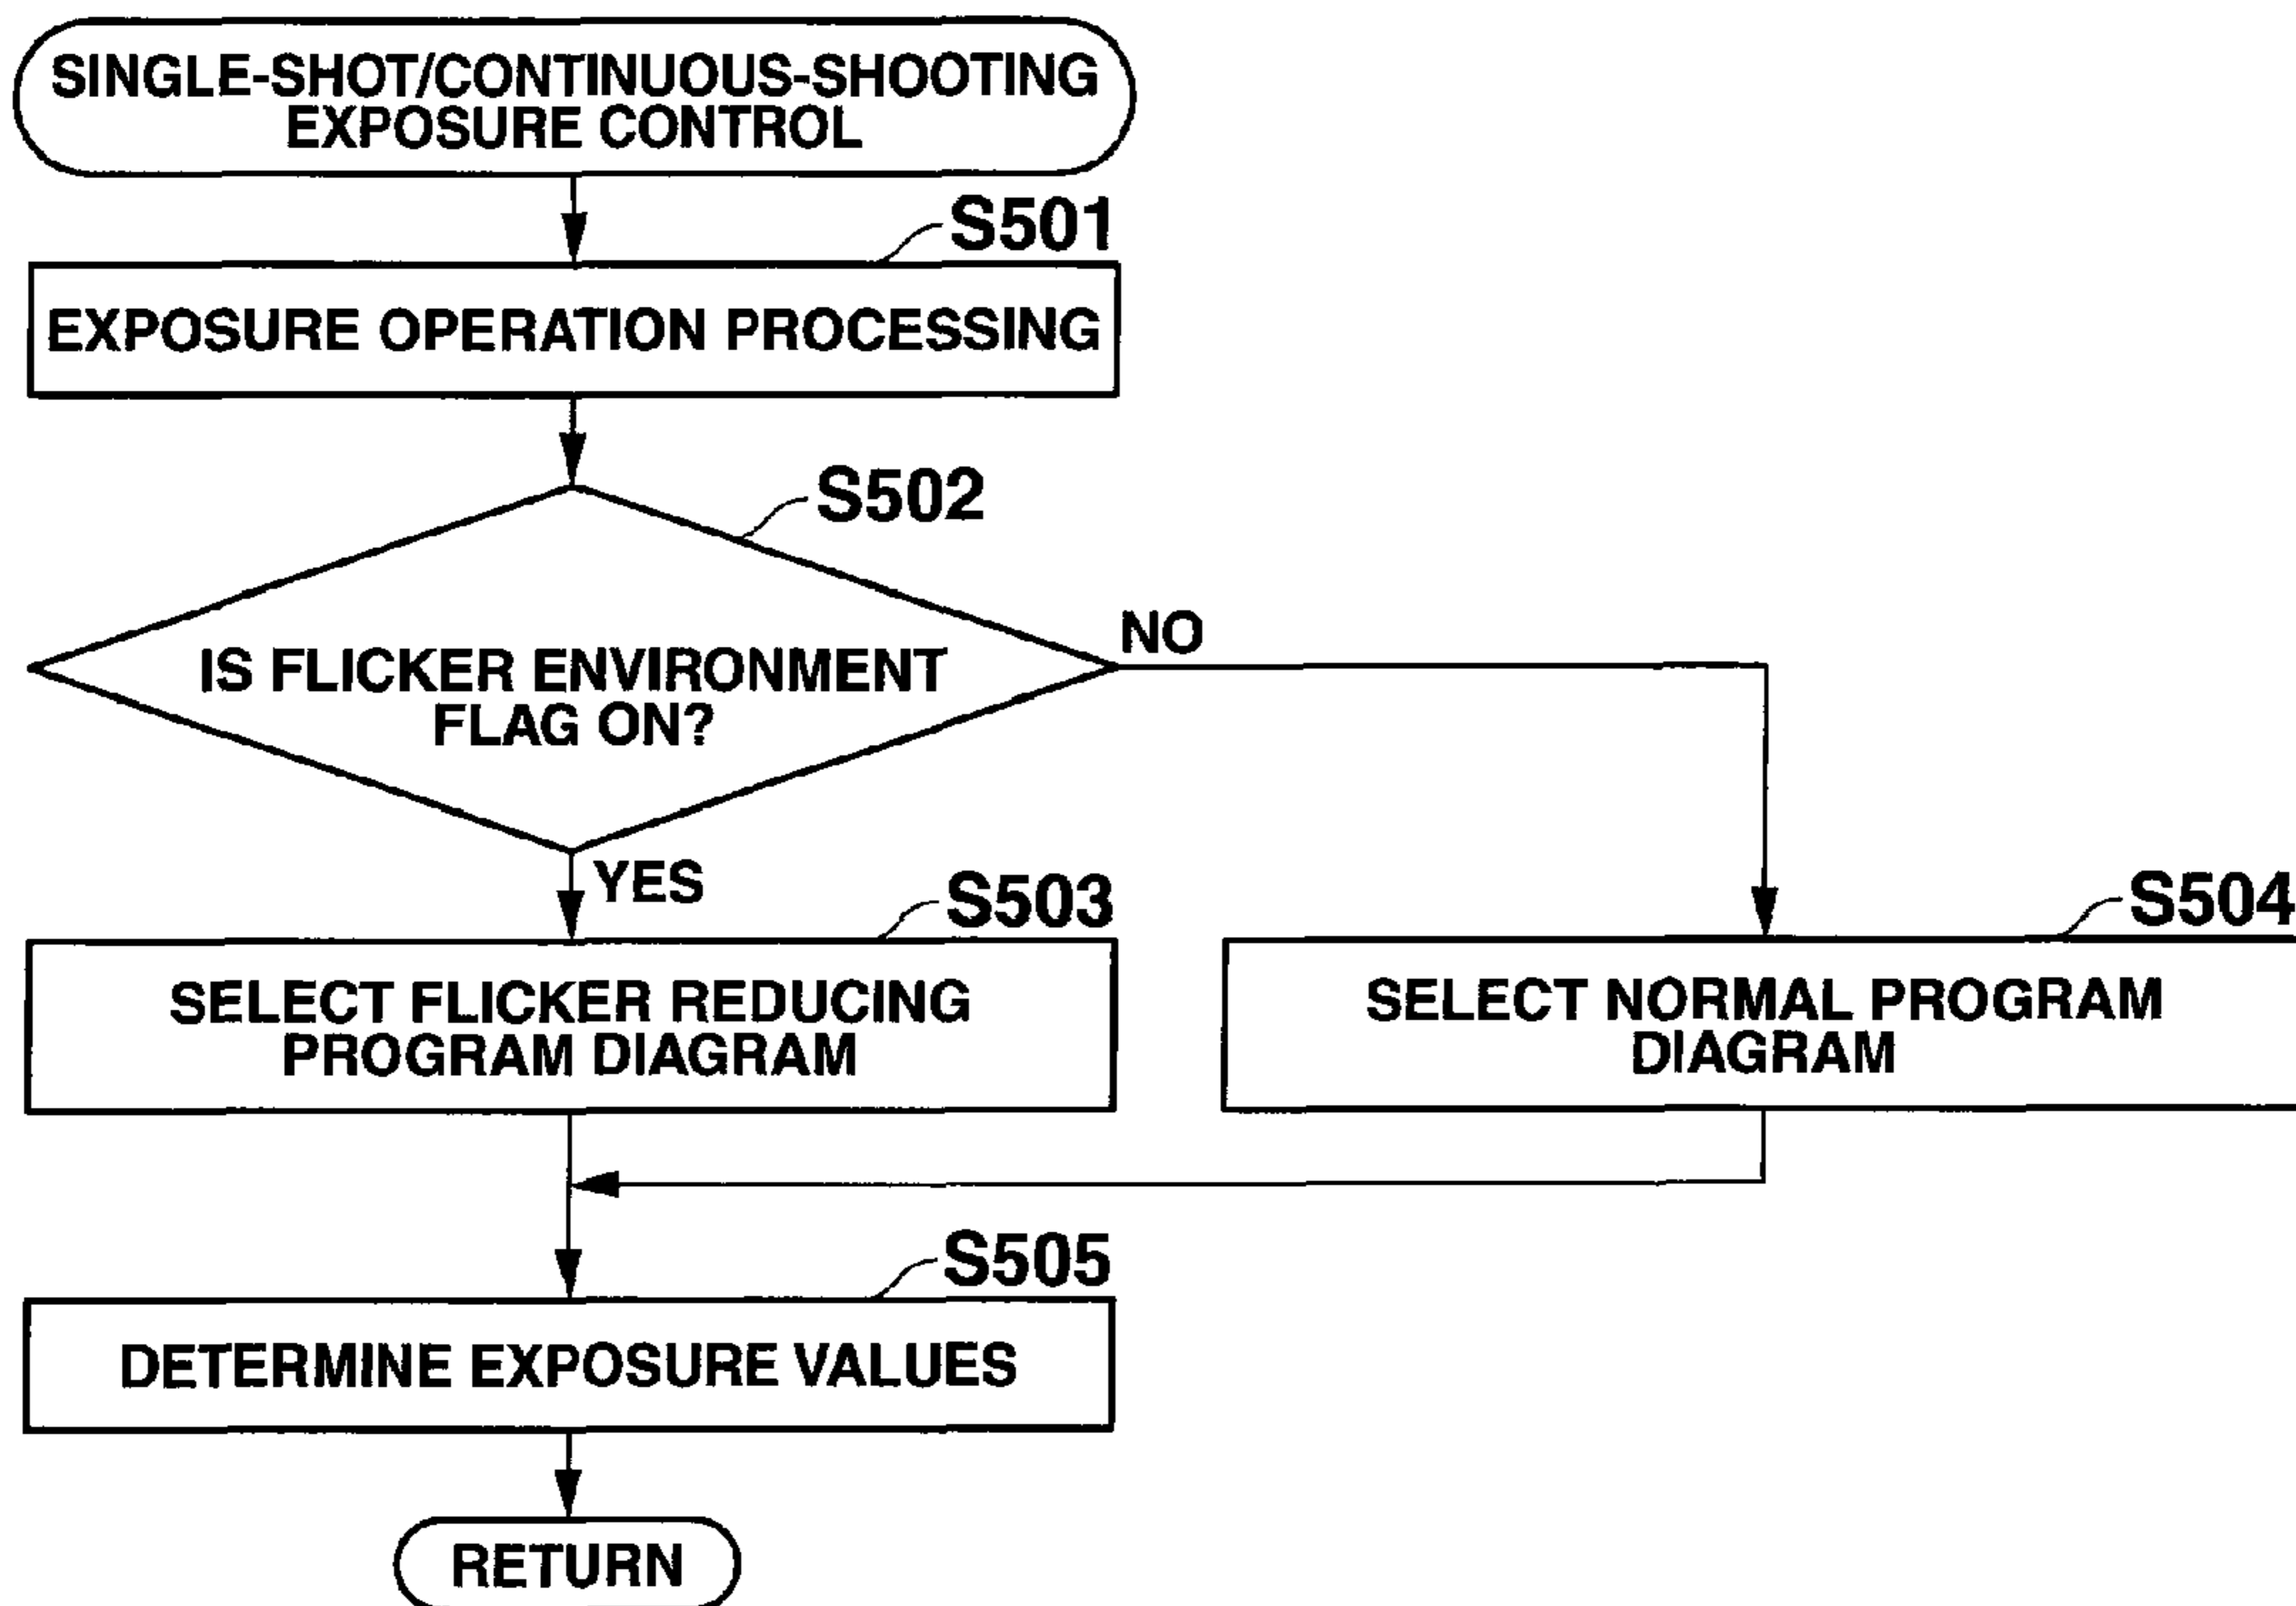 SINGLE-SHOT/CONTINUOUS-SHOOTING
EXPOSURE CONTROL
S501
EXPOSURE OPERATION PROCESSING
S502
IS FLICKER ENVIRONMENT
FLAG ON?
NO
YES
S503
SELECT FLICKER REDUCING
PROGRAM DIAGRAM
S504
SELECT NORMAL PROGRAM
DIAGRAM
S505
DETERMINE EXPOSURE VALUES
RETURN